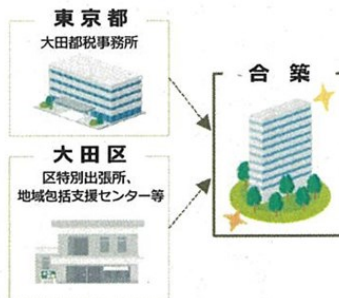 東京都
大田都税事務所
合築
大田区
区特別出張所、
地域包括支援センター等